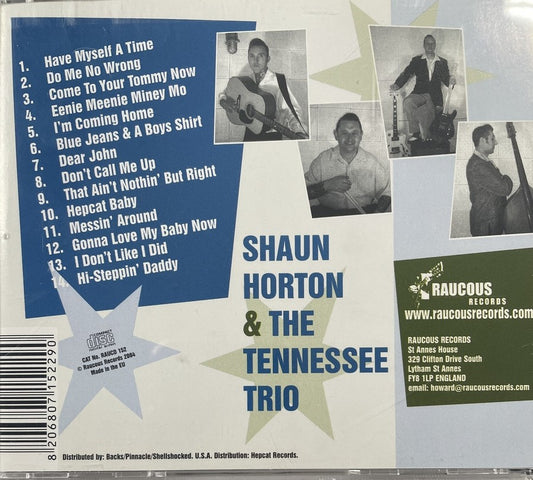 1. Have Myself A Time
2. Do Me No Wrong
3. Come To Your Tommy Now
4. Eenie Meenie Miney Mo
5. I'm Coming Home
6. Blue Jeans & A Boys Shirt
7. Dear John
8. Don't Call Me Up
9. That Ain't Nothin' But Right
10. Hepcat Baby
11. Messin' Around
12. Gonna Love My Baby Now
13. I Don't Like I Did
14. Hi-Steppin' Daddy
SHAUN
HORTON
& THE
TENNESSEE
TRIO
RAUCOUS
RECORDS
www.raucousrecords.com
RAUCOUS RECORDS
St Annes House
329 Clifton Drive South
Lytham St Annes
FY8 1LP ENGLAND
email: howard@raucousrecords.com
COMPACT
disc
CAT No. RAUCD 152
© Raucous Records 2004
Made in the EU
8 206807 152290
Distributed by: Backs/Pinnacle/Shellshocked. U.S.A. Distribution: Hepcat Records.